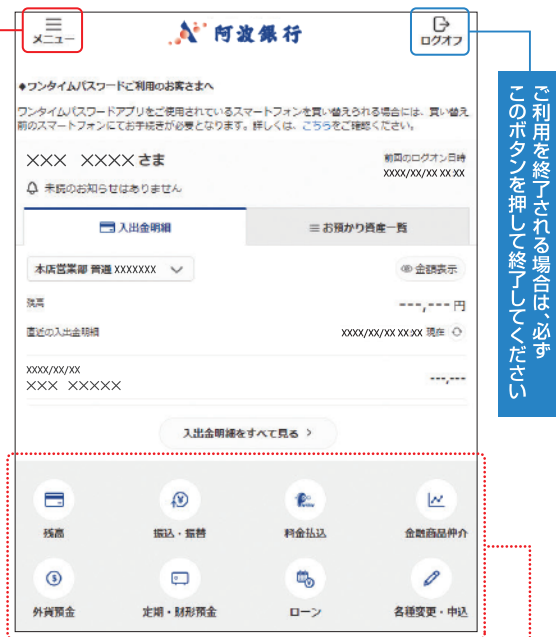 メニュー
阿波銀行
ログオフ
◆ワンタイムパスワードご利用のお客さまへ
ワンタイムパスワードアプリをご使用されているスマートフォンを買い替えられる場合には、買い替え
前のスマートフォンにてお手続きが必要となります。詳しくは、こちらをご確認ください。
××× ××××さま
前回のログオン日時
XXXX/XX/XX XX:XX
未読のお知らせはありません
入出金明細
お預かり資産一覧
本店営業部 普通 XXXXXXX
金額表示
残高
---,--- 円
直近の入出金明細
XXXX/XX/XX XX:XX 現在
XXXX/XX/XX
××× ×××××
---,---
入出金明細をすべて見る >
残高
振込・振替
料金払込
金融商品仲介
外貨預金
定期・財形預金
ローン
各種変更・申込
ご利用を終了される場合は、必ず
このボタンを押して終了してください